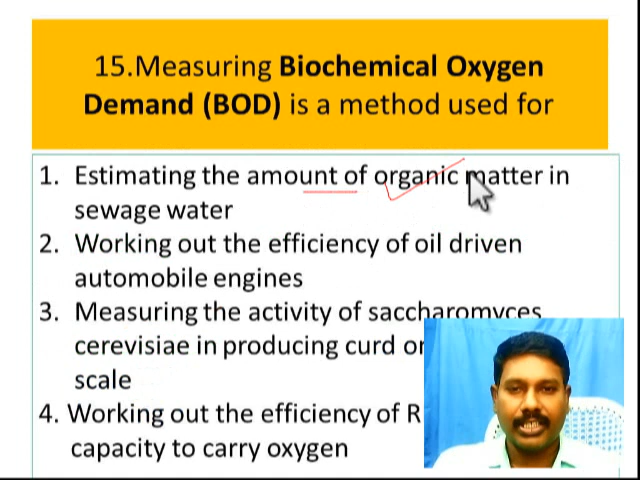 15.Measuring Biochemical Oxygen
Demand (BOD) is a method used for
1. Estimating the amount of organic matter in
sewage water
2. Working out the efficiency of oil driven
automobile engines
3. Measuring the activity of saccharomyces
cerevisiae in producing curd
scale
4. Working out the efficiency of R
capacity to carry oxygen